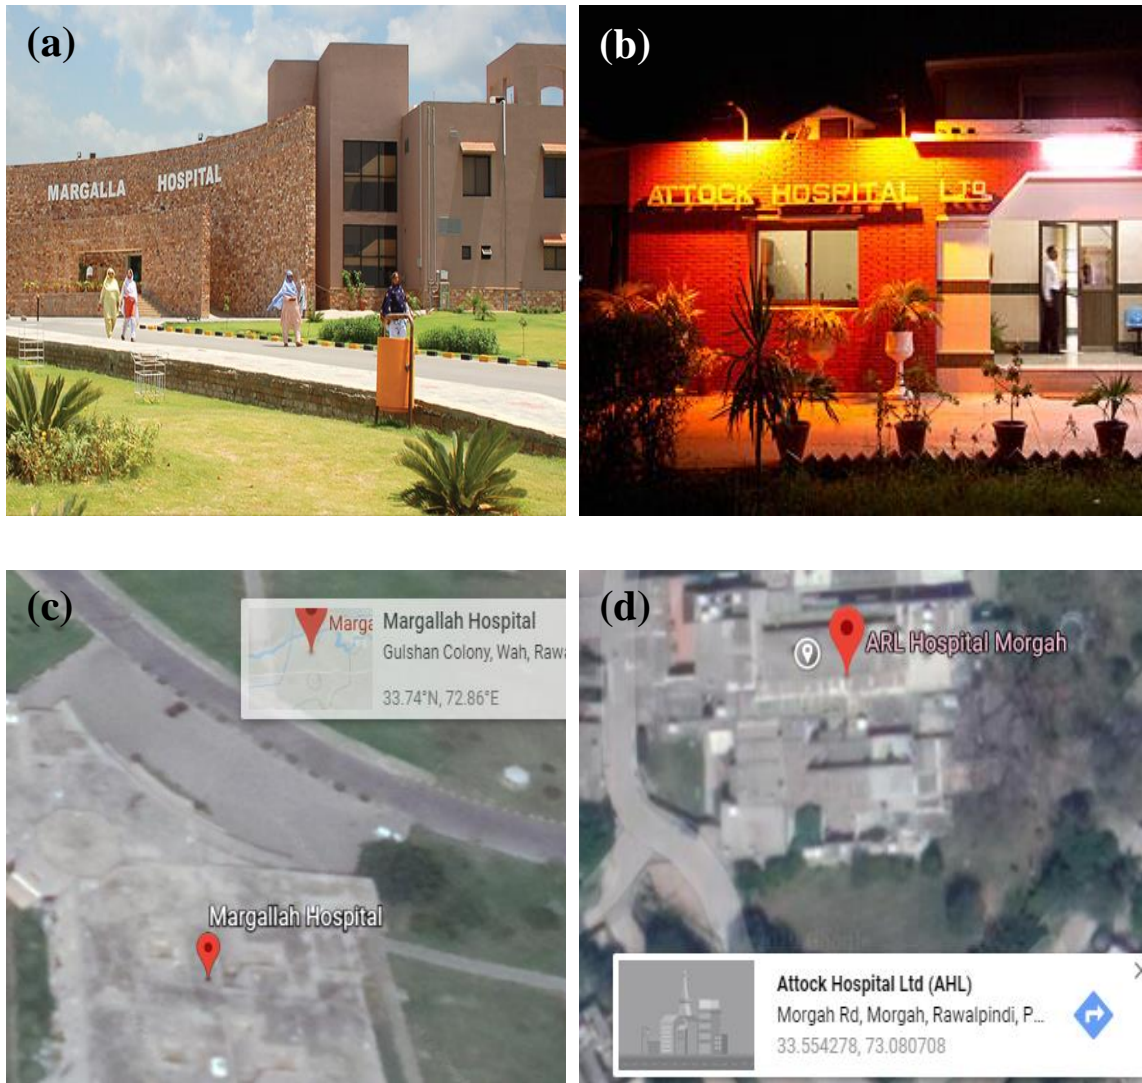 (a)
MARGALLA HOSPITAL
(b)
ATTOCK HOSPITAL LTD
(c)
Marga
Margallah Hospital
Gulshan Colony, Wah, Rawa
33.74°N, 72.86°E
Margallah Hospital
(d)
ARL Hospital Morgah
Attock Hospital Ltd (AHL)
Morgah Rd, Morgah, Rawalpindi, P...
33.554278, 73.080708